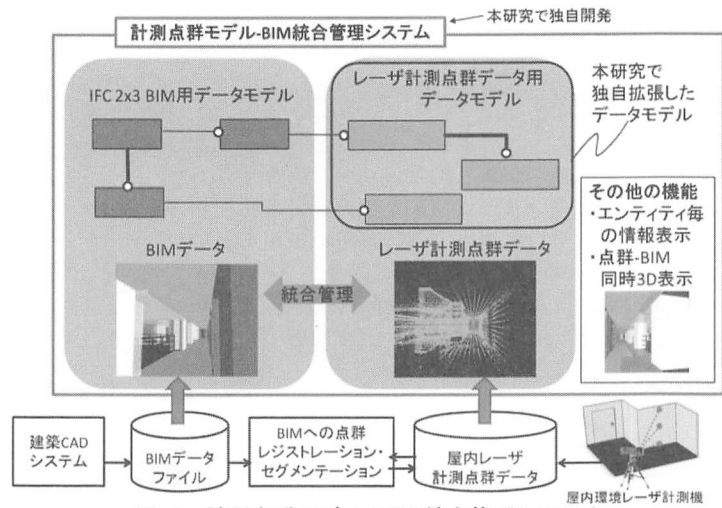 本研究で独自開発
計測点群モデル-BIM統合管理システム
IFC 2x3 BIM用データモデル
レーザ計測点群データ用
データモデル
本研究で
独自拡張した
データモデル
その他の機能
・エンティティ毎
の情報表示
・点群-BIM
同時3D表示
BIMデータ
レーザ計測点群データ
統合管理
建築CAD
システム
BIMデータ
ファイル
BIMへの点群
レジストレーション・
セグメンテーション
屋内レーザ
計測点群データ
屋内環境レーザ計測機